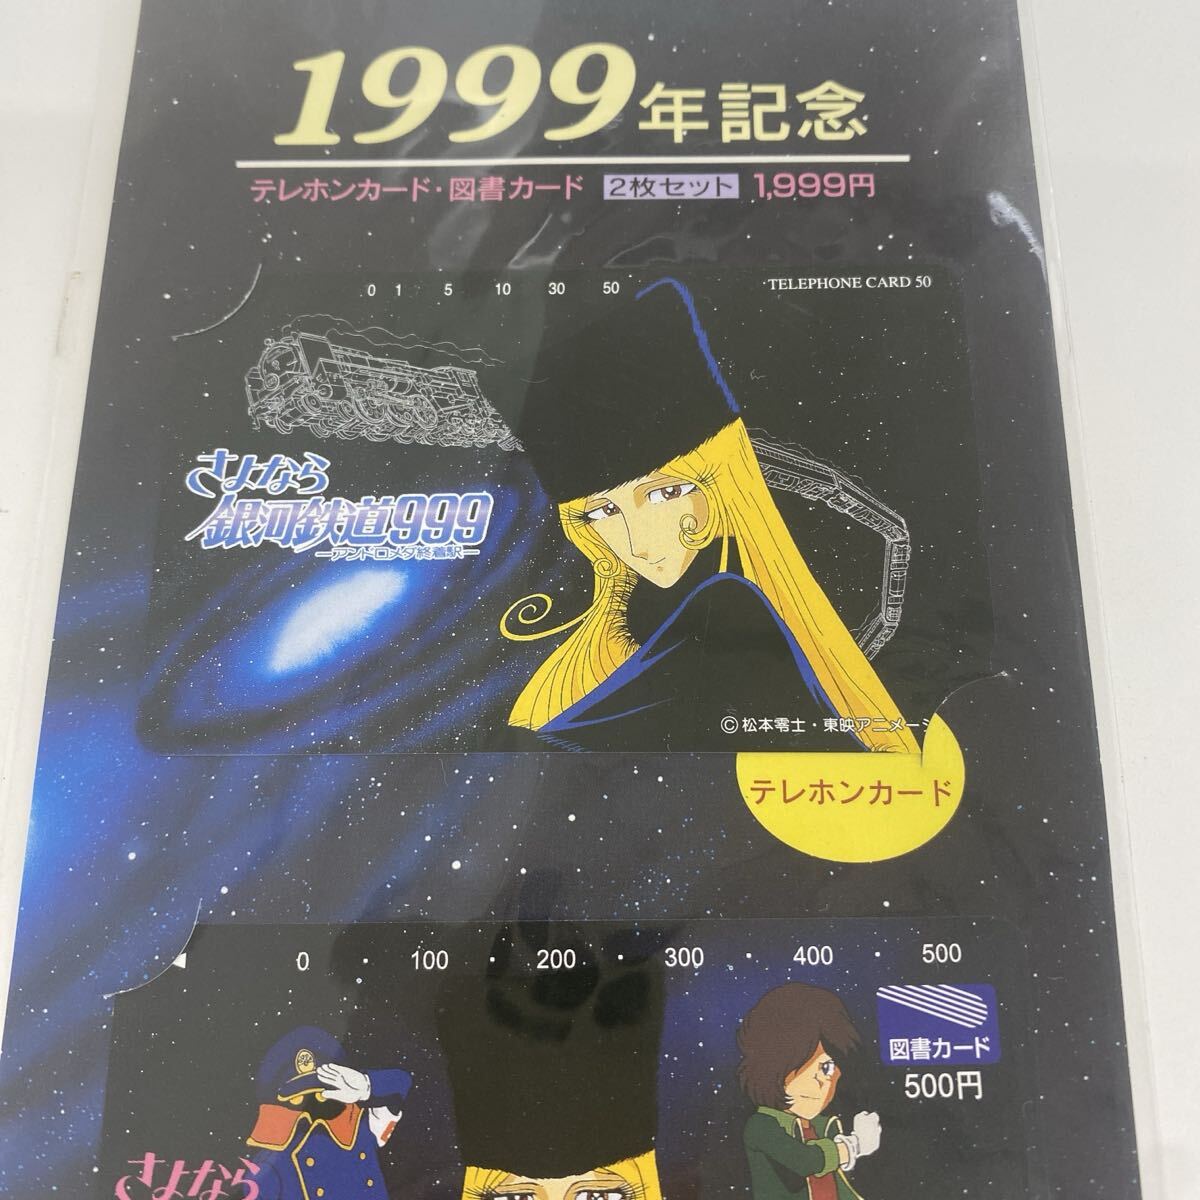 1999年記念
テレホンカード・図書カード 2枚セット 1,999円
0 1 5 10 30 50 TELEPHONE CARD 50
さよなら
銀河鉄道999
―アンドロメダ終着駅―
©松本零士・東映アニメーシ
テレホンカード
◀ 0 ・ 100 ・ 200 ・ 300 ・ 400 ・ 500
図書カード
500円
さよなら